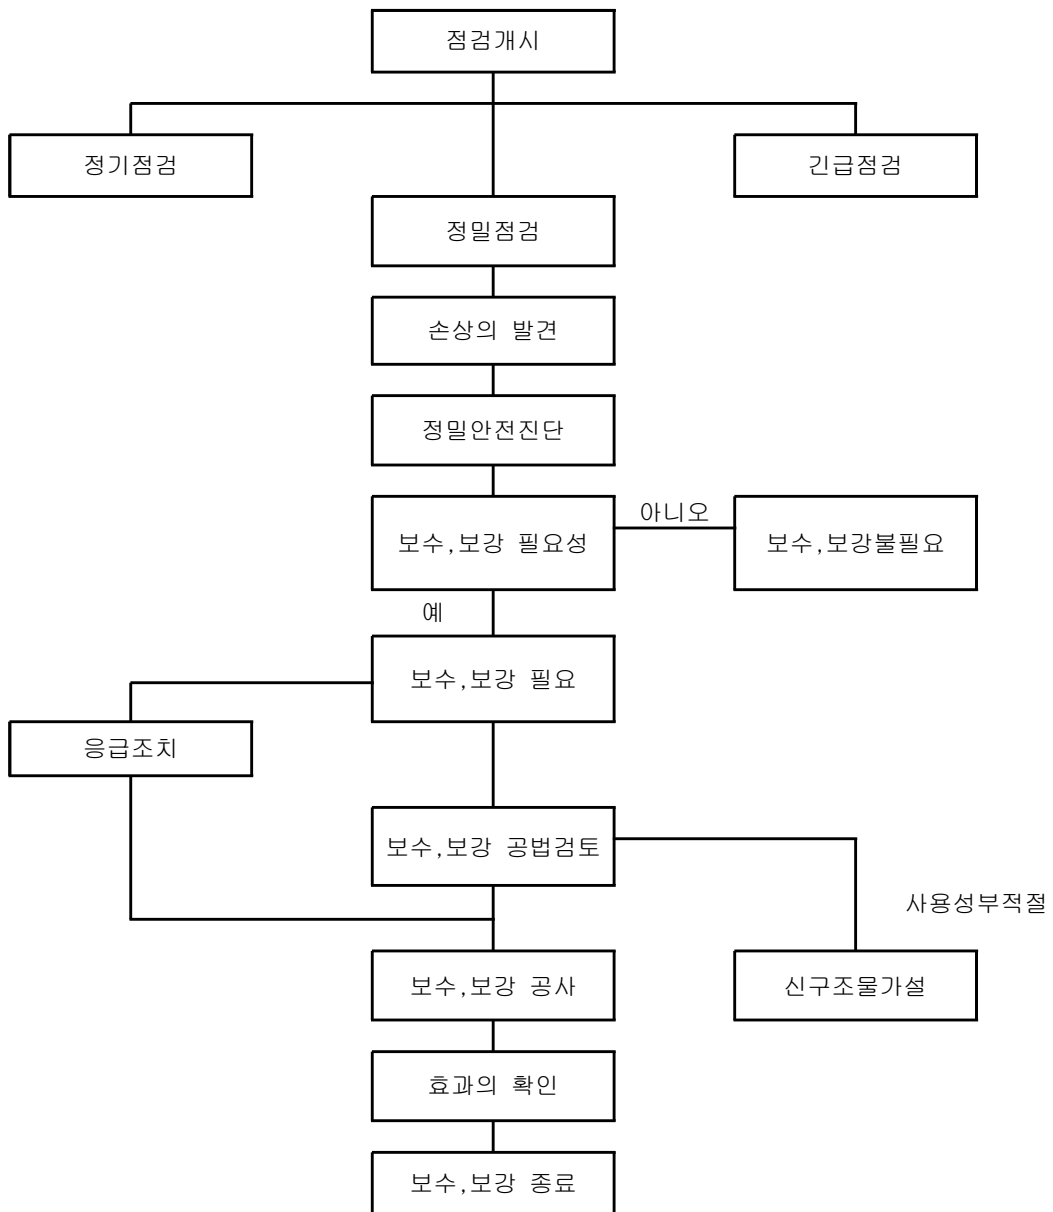 점검개시
정기점검
긴급점검
정밀점검
손상의 발견
정밀안전진단
보수,보강 필요성
아니오
보수,보강불필요
예
보수,보강 필요
응급조치
보수,보강 공법검토
사용성부적절
보수,보강 공사
신구조물가설
효과의 확인
보수,보강 종료